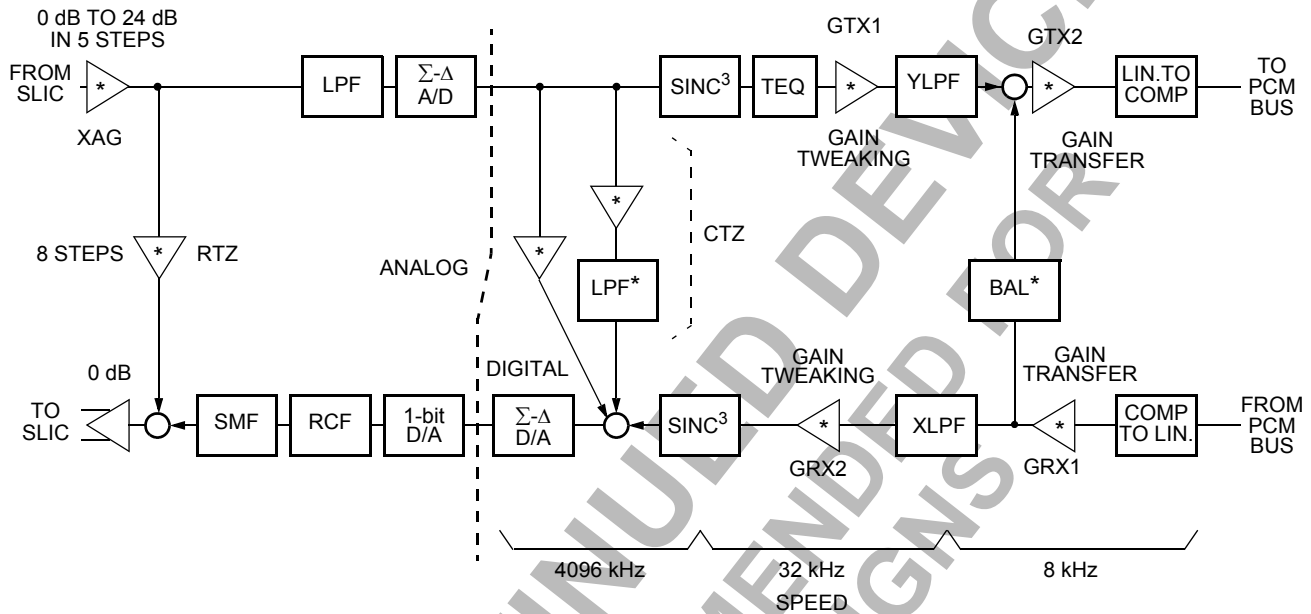 0 dB TO 24 dB
IN 5 STEPS
GTX1
GTX2
FROM
SLIC
*
LPF
Σ-Δ
A/D
SINC³
TEQ
*
YLPF
*
LIN.TO
COMP
TO
PCM
BUS
XAG
GAIN
TWEAKING
GAIN
TRANSFER
*
8 STEPS
*
RTZ
ANALOG
*
LPF*
CTZ
BAL*
0 dB
DIGITAL
GAIN
TWEAKING
GAIN
TRANSFER
TO
SLIC
SMF
RCF
1-bit
D/A
Σ-Δ
D/A
SINC³
*
XLPF
*
COMP
TO LIN.
FROM
PCM
BUS
GRX2
GRX1
4096 kHz
32 kHz
8 kHz
SPEED